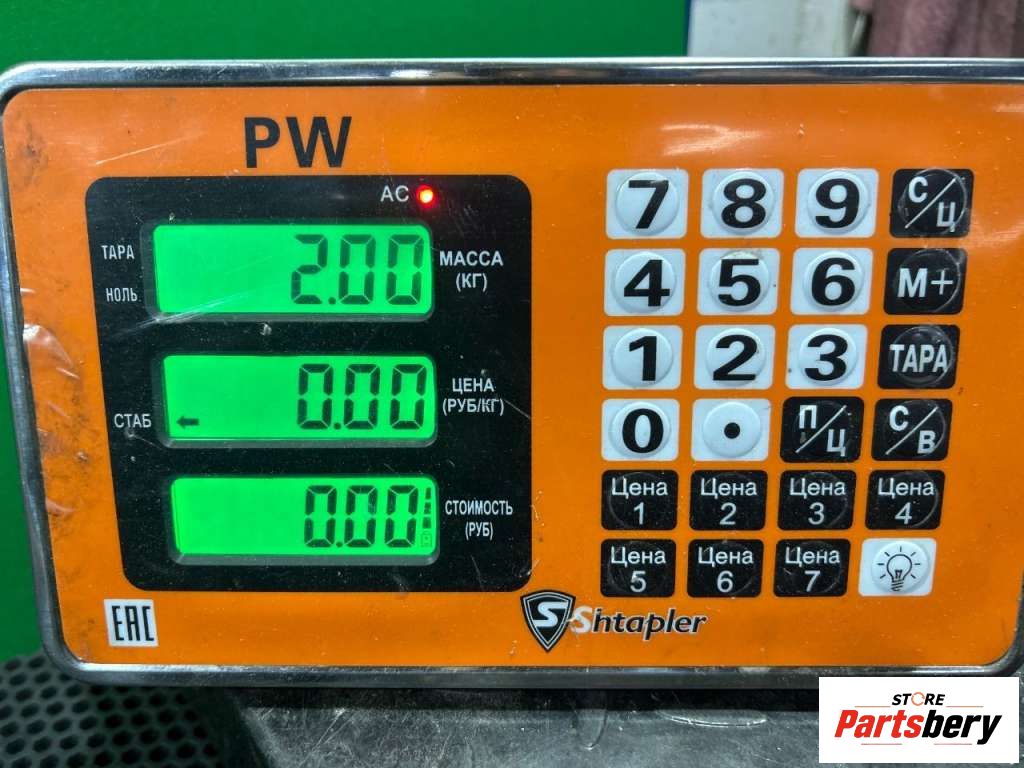 PW
AC
ТАРА
НОЛЬ
2.00
МАССА
(КГ)
СТАБ
0.00
ЦЕНА
(РУБ/КГ)
0.00
СТОИМОСТЬ
(РУБ)
7 8 9 С/Ц
4 5 6 М+
1 2 3 ТАРА
0 . П/Ц С/В
Цена 1 Цена 2 Цена 3 Цена 4
Цена 5 Цена 6 Цена 7
EAC
S Shtapler
STORE
Partsbery